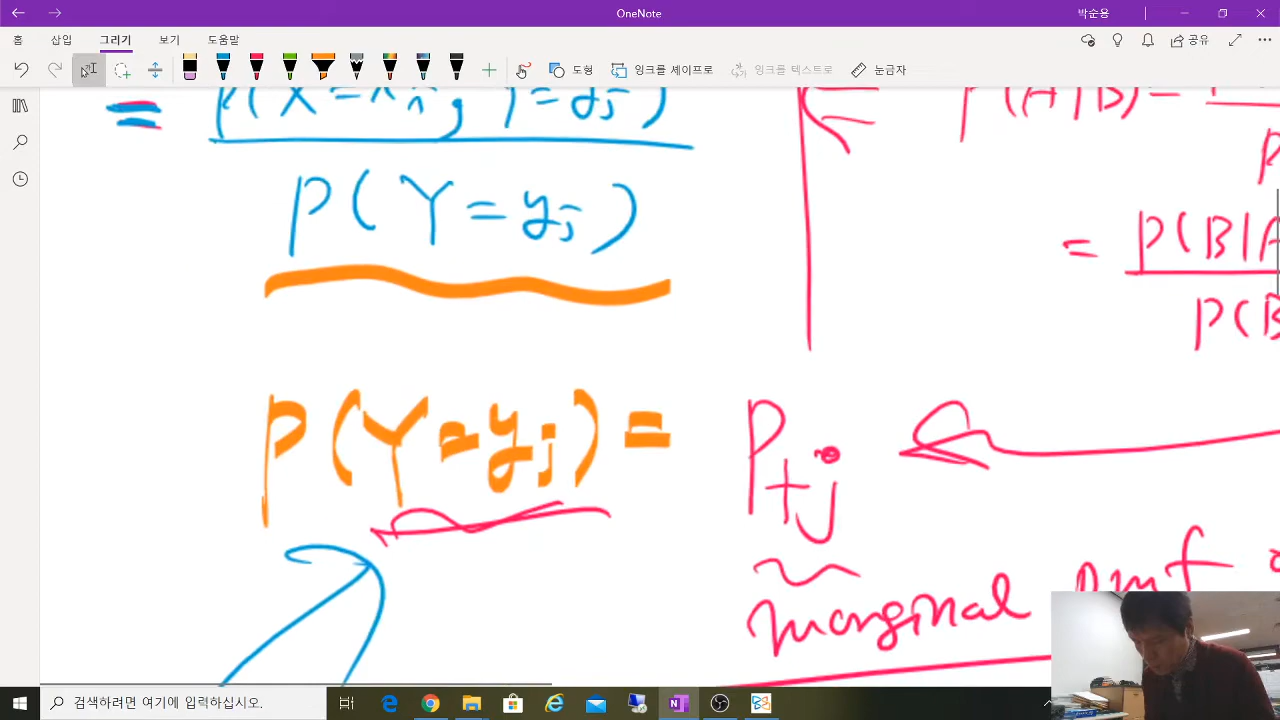 OneNote
박순용
홈 삽입 그리기 보기 도움말
공유
도형 잉크를 셰이프로 잉크를 텍스트로 눈금자
= P(X=xi, Y=yj)
P(Y=yj)
P(A|B)=
= P(B|A
P(B
P(Y=yj) = P+j
marginal pmf
검색하려면 여기에 입력하십시오.